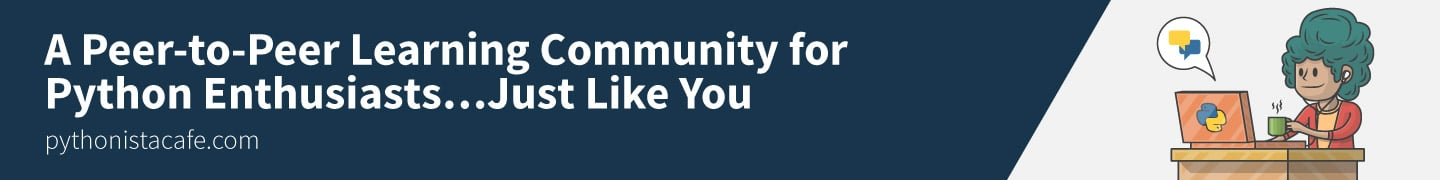 A Peer-to-Peer Learning Community for
Python Enthusiasts...Just Like You
pythonistacafe.com